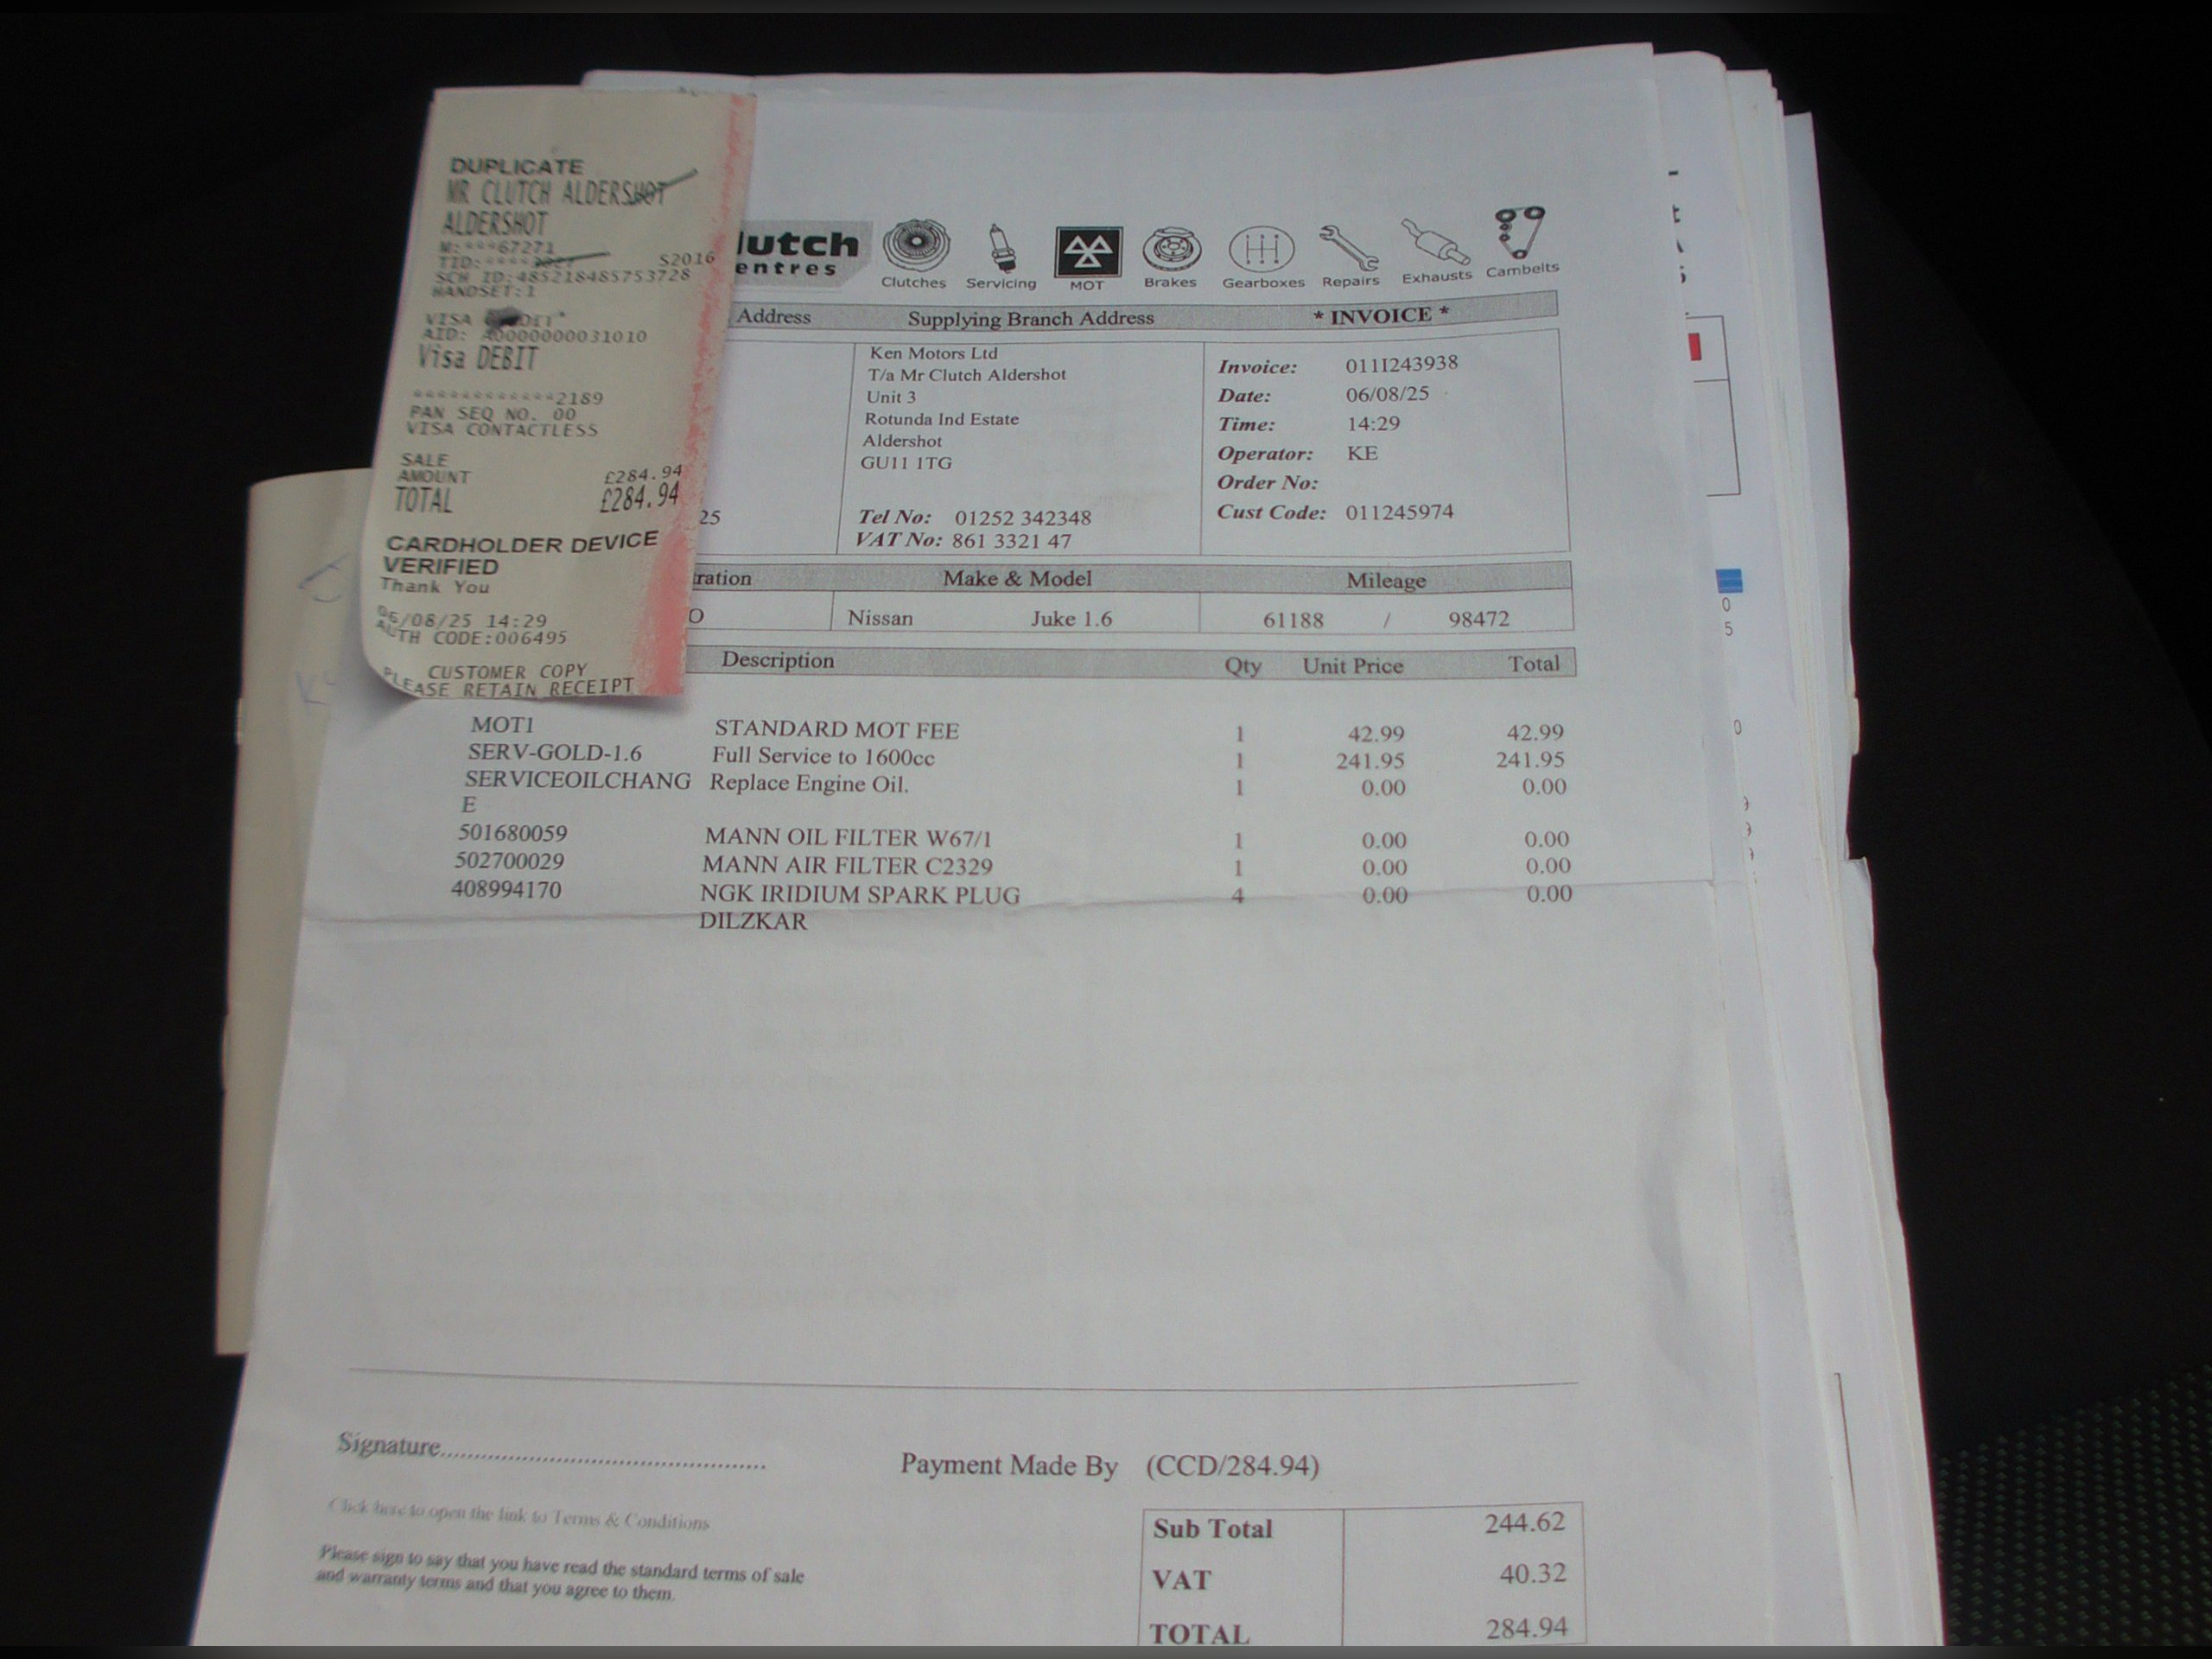 DUPLICATE
MR CLUTCH ALDERSHOT
ALDERSHOT
M:***67271
TID:****
S2016
SCH ID:485218485753728
HANDSET:1
VISA
AID: A0000000031010
Visa DEBIT
************2189
PAN SEQ NO. 00
VISA CONTACTLESS
SALE
AMOUNT £284.94
TOTAL £284.94
CARDHOLDER DEVICE
VERIFIED
Thank You
06/08/25 14:29
AUTH CODE:006495
CUSTOMER COPY
PLEASE RETAIN RECEIPT
lutch
entres
Clutches Servicing MOT Brakes Gearboxes Repairs Exhausts Cambelts
Address Supplying Branch Address * INVOICE *
Ken Motors Ltd
T/a Mr Clutch Aldershot
Unit 3
Rotunda Ind Estate
Aldershot
GU11 1TG
Tel No: 01252 342348
VAT No: 861 3321 47
25
Invoice: 011I243938
Date: 06/08/25
Time: 14:29
Operator: KE
Order No:
Cust Code: 011245974
ration Make & Model Mileage
O Nissan Juke 1.6 61188 / 98472
Description Qty Unit Price Total
MOT1 STANDARD MOT FEE 1 42.99 42.99
SERV-GOLD-1.6 Full Service to 1600cc 1 241.95 241.95
SERVICEOILCHANG Replace Engine Oil. 1 0.00 0.00
E
501680059 MANN OIL FILTER W67/1 1 0.00 0.00
502700029 MANN AIR FILTER C2329 1 0.00 0.00
408994170 NGK IRIDIUM SPARK PLUG 4 0.00 0.00
DILZKAR
Signature
Payment Made By (CCD/284.94)
Click here to open the link to Terms & Conditions
Please sign to say that you have read the standard terms of sale
and warranty terms and that you agree to them.
Sub Total 244.62
VAT 40.32
TOTAL 284.94